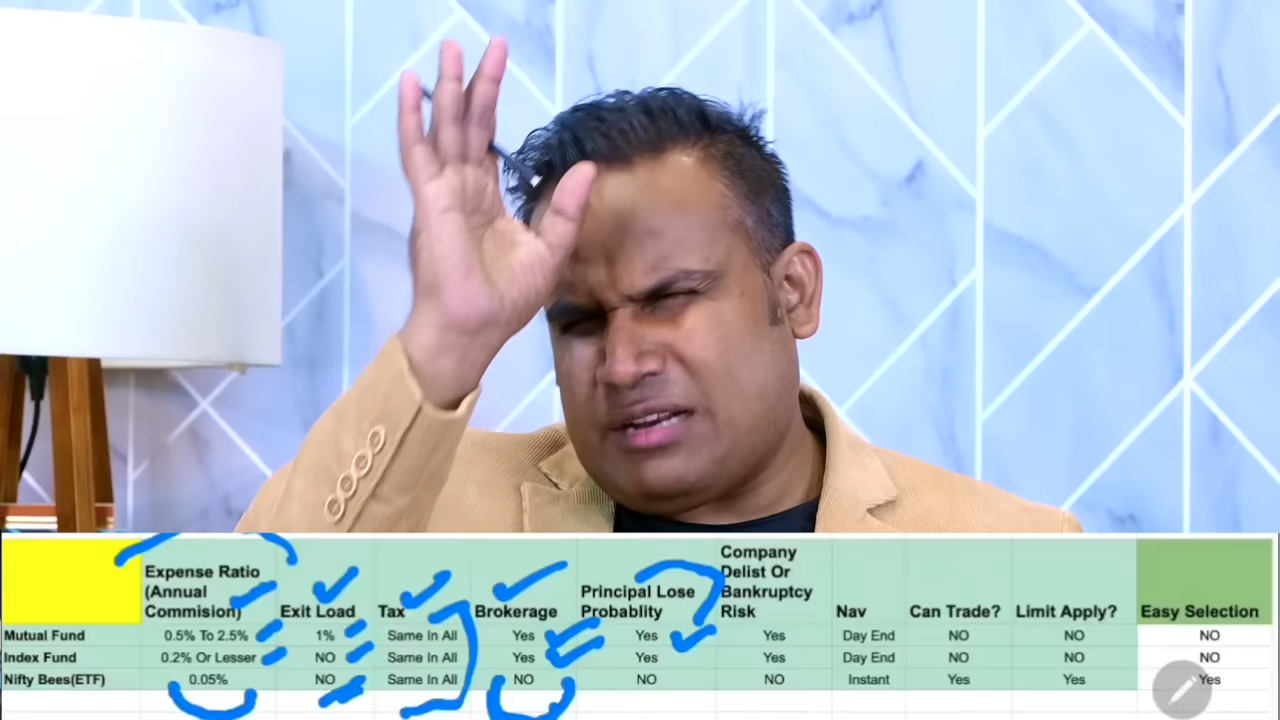 Expense Ratio (Annual Commision) Exit Load Tax Brokerage Principal Lose Probablity Company Delist Or Bankruptcy Risk Nav Can Trade? Limit Apply? Easy Selection
Mutual Fund 0.5% To 2.5% 1% Same In All Yes Yes Yes Day End NO NO NO
Index Fund 0.2% Or Lesser NO Same In All Yes Yes Yes Day End NO NO NO
Nifty Bees(ETF) 0.05% NO Same In All NO NO NO Instant Yes Yes Yes